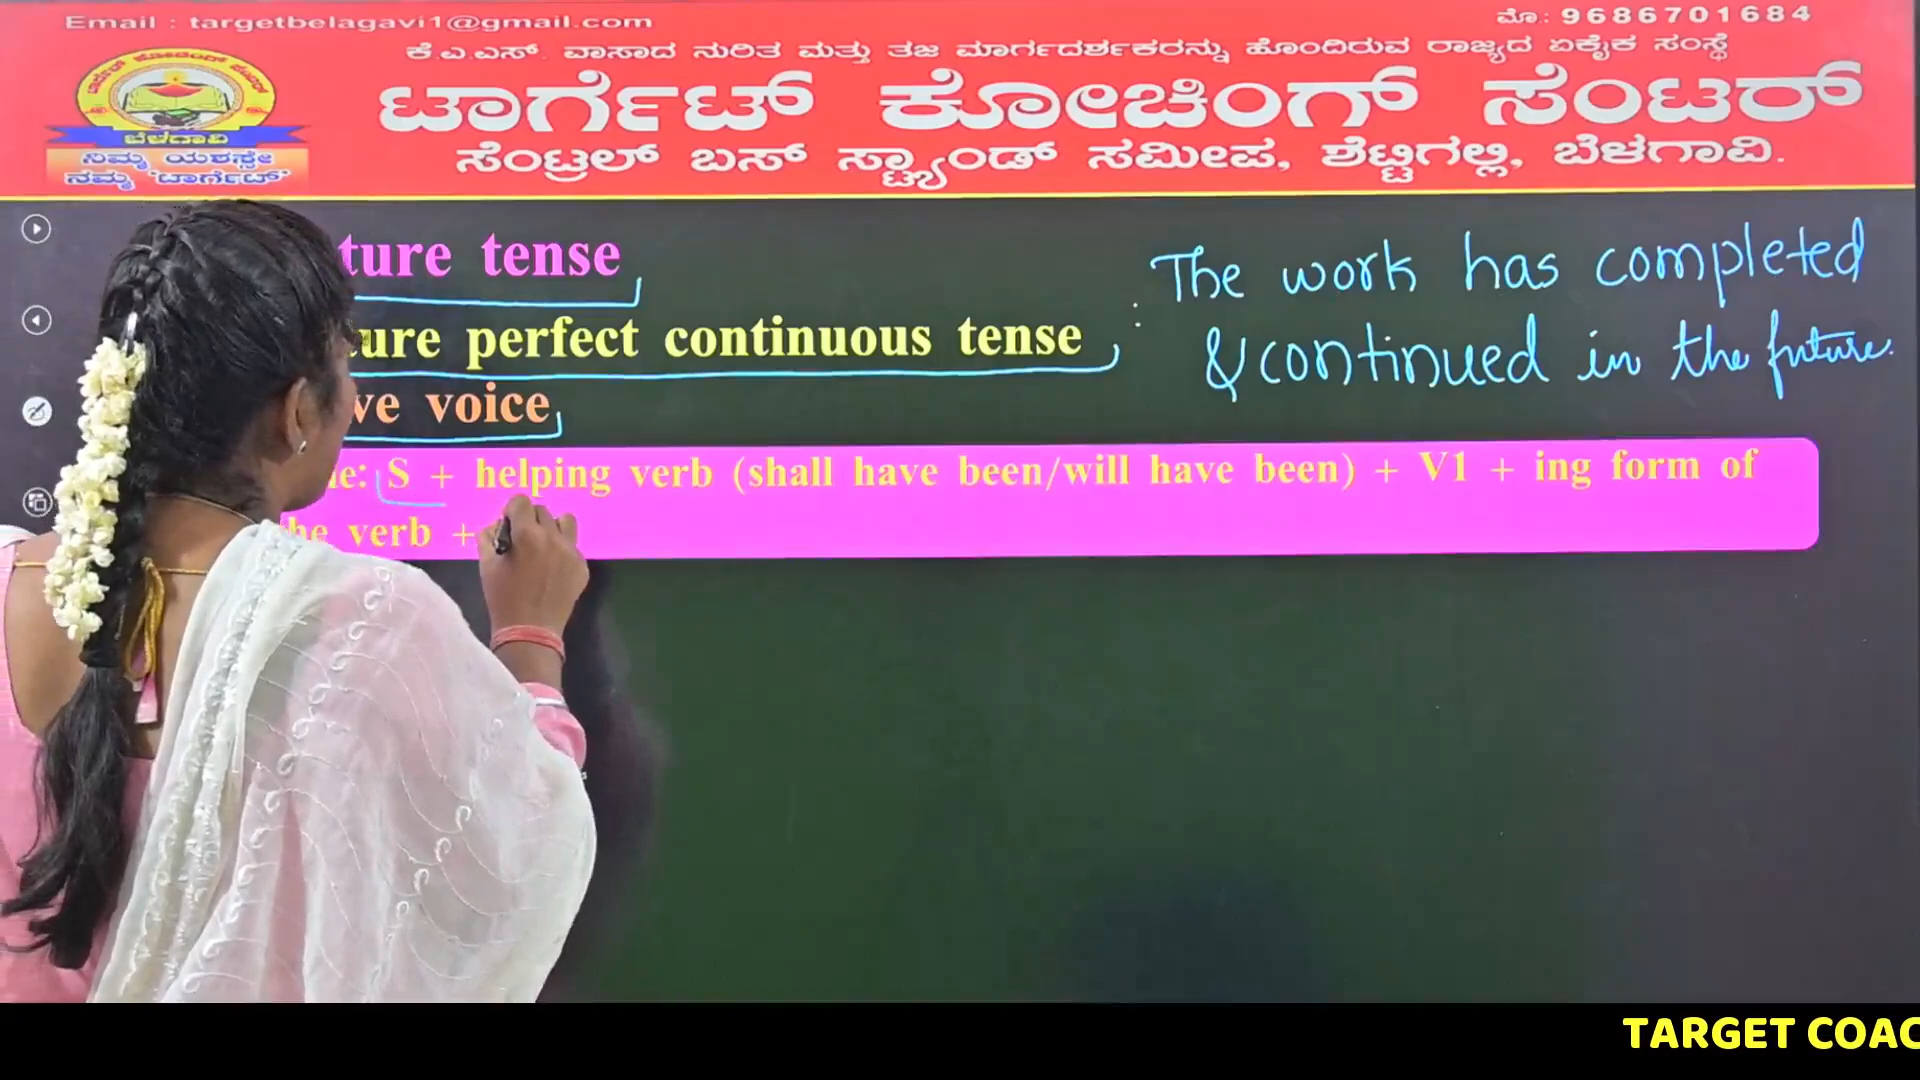 Email : targetbelagavi1@gmail.com
ಮೊ.: 9686701684
ಕೆ.ಎ.ಎಸ್. ವಾಸಾದ ನುರಿತ ಮತ್ತು ತಜ್ಞ ಮಾರ್ಗದರ್ಶಕರನ್ನು ಹೊಂದಿರುವ ರಾಜ್ಯದ ಏಕೈಕ ಸಂಸ್ಥೆ
ಟಾರ್ಗೆಟ್ ಕೋಚಿಂಗ್ ಸೆಂಟರ್
ಸೆಂಟ್ರಲ್ ಬಸ್ ಸ್ಟ್ಯಾಂಡ್ ಸಮೀಪ, ಶೆಟ್ಟಿಗಲ್ಲಿ, ಬೆಳಗಾವಿ.
ಬೆಳಗಾವಿ
ನಿಮ್ಮ ಯಶಸ್ಸೇ
ನಮ್ಮ 'ಟಾರ್ಗೆಟ್'
ture tense
ture perfect continuous tense
ve voice
: The work has completed
& continued in the future.
e: S + helping verb (shall have been/will have been) + V1 + ing form of
he verb +
TARGET COAC